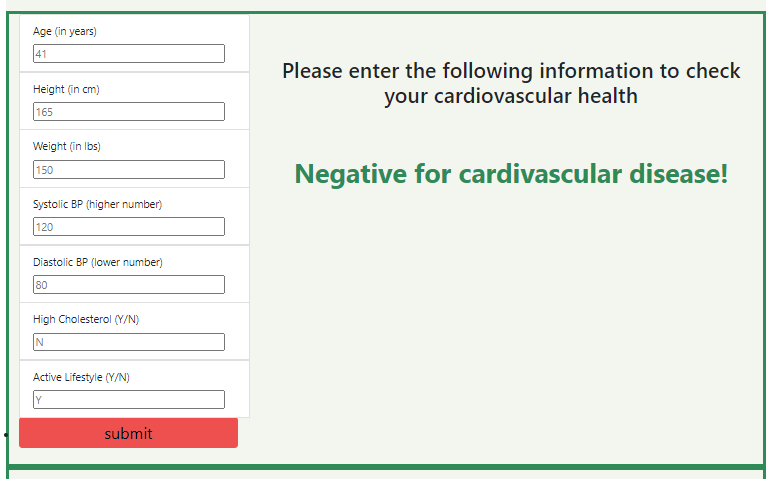 Age (in years)
41
Height (in cm)
165
Weight (in lbs)
150
Systolic BP (higher number)
120
Diastolic BP (lower number)
80
High Cholesterol (Y/N)
N
Active Lifestyle (Y/N)
Y
submit
Please enter the following information to check
your cardiovascular health
Negative for cardivascular disease!